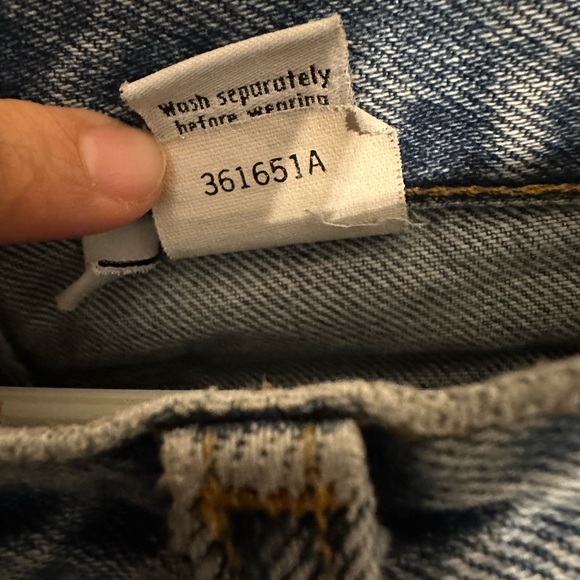 Wash separately
before wearing
361651A